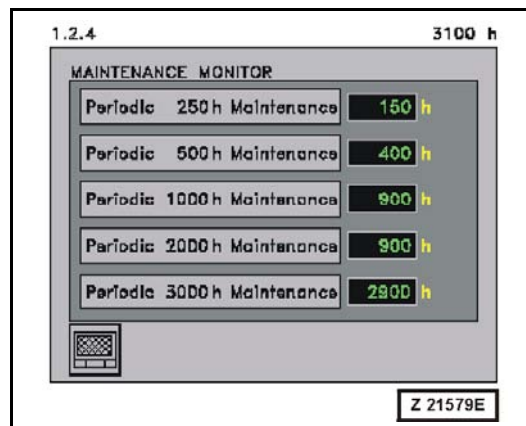 1.2.4 3100 h
MAINTENANCE MONITOR
Periodic 250 h Maintenance 150 h
Periodic 500 h Maintenance 400 h
Periodic 1000 h Maintenance 900 h
Periodic 2000 h Maintenance 900 h
Periodic 3000 h Maintenance 2900 h
Z 21579E